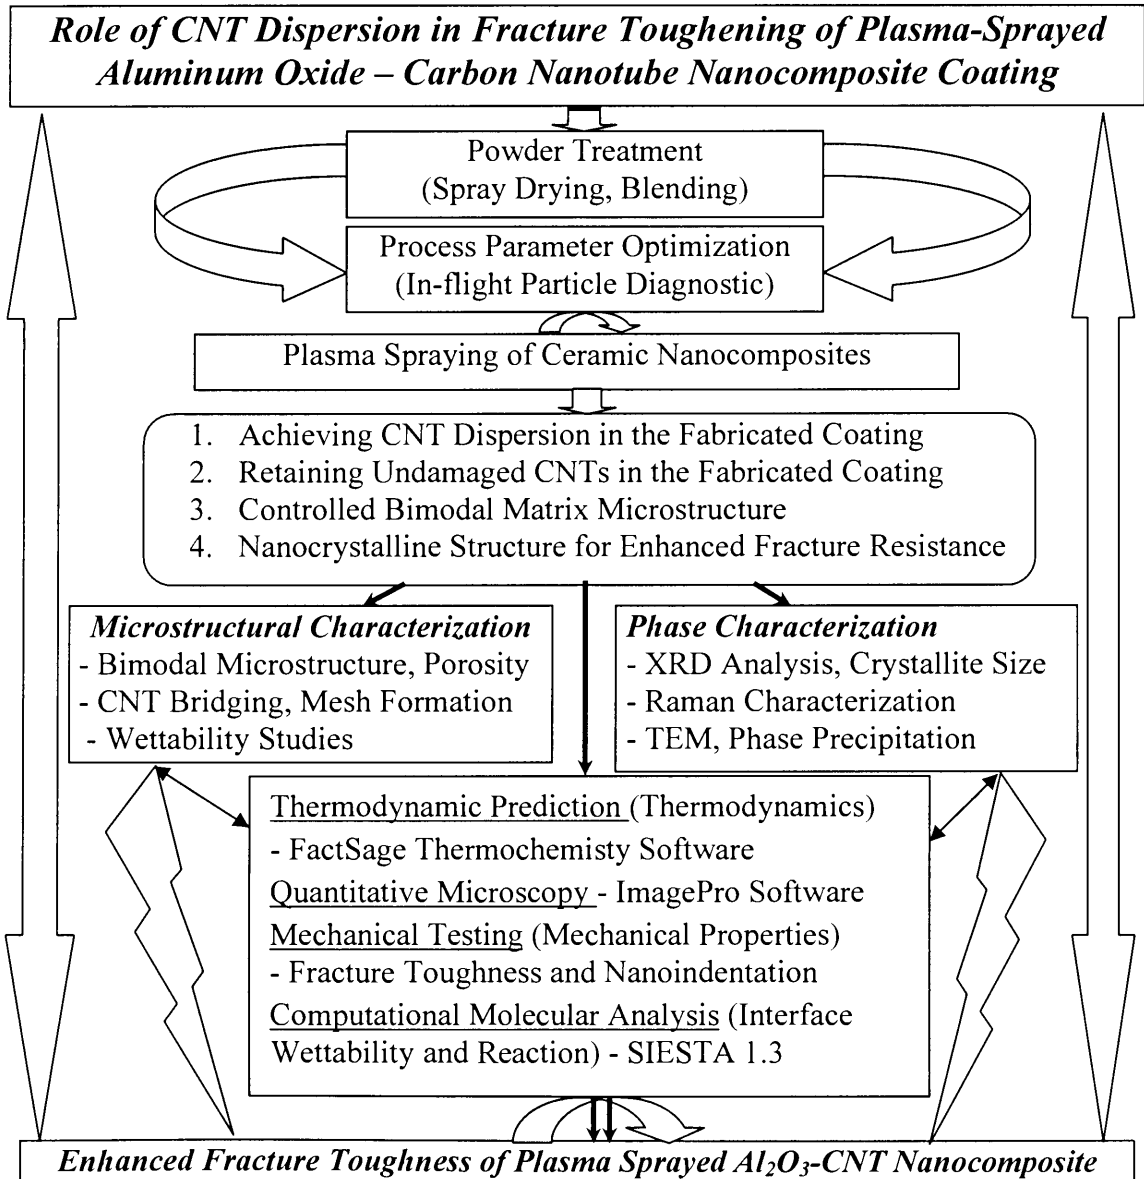 Role of CNT Dispersion in Fracture Toughening of Plasma-Sprayed
Aluminum Oxide – Carbon Nanotube Nanocomposite Coating
Powder Treatment
(Spray Drying, Blending)
Process Parameter Optimization
(In-flight Particle Diagnostic)
Plasma Spraying of Ceramic Nanocomposites
1. Achieving CNT Dispersion in the Fabricated Coating
2. Retaining Undamaged CNTs in the Fabricated Coating
3. Controlled Bimodal Matrix Microstructure
4. Nanocrystalline Structure for Enhanced Fracture Resistance
Microstructural Characterization
- Bimodal Microstructure, Porosity
- CNT Bridging, Mesh Formation
- Wettability Studies
Phase Characterization
- XRD Analysis, Crystallite Size
- Raman Characterization
- TEM, Phase Precipitation
Thermodynamic Prediction (Thermodynamics)
- FactSage Thermochemisty Software
Quantitative Microscopy - ImagePro Software
Mechanical Testing (Mechanical Properties)
- Fracture Toughness and Nanoindentation
Computational Molecular Analysis (Interface
Wettability and Reaction) - SIESTA 1.3
Enhanced Fracture Toughness of Plasma Sprayed Al₂O₃-CNT Nanocomposite